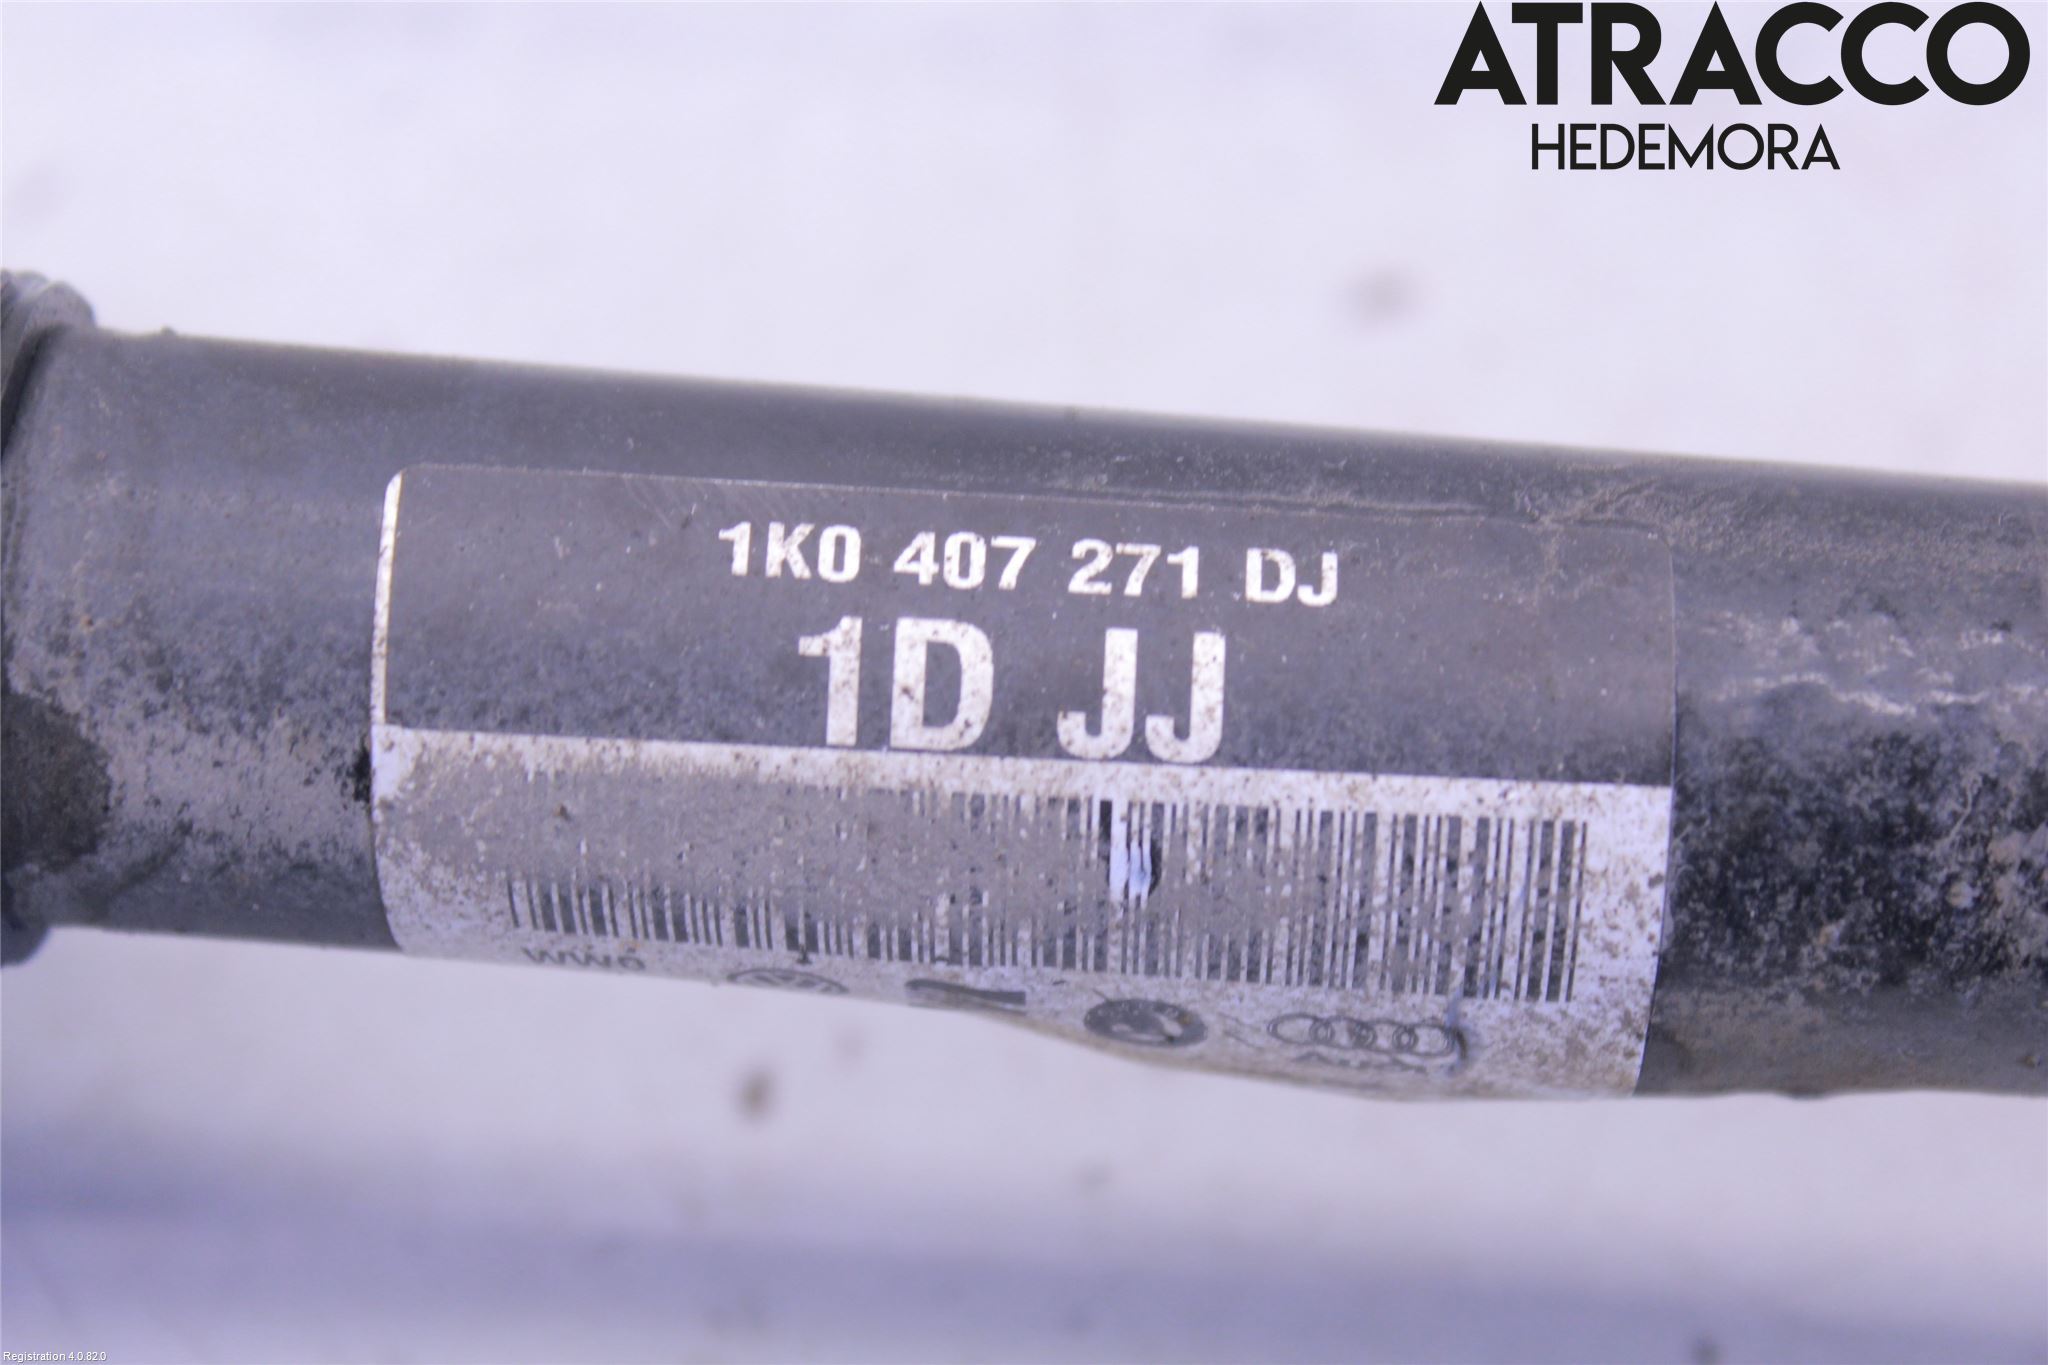 ATRACCO
HEDEMORA
1K0 407 271 DJ
1D JJ
Registration 4.0.82.0